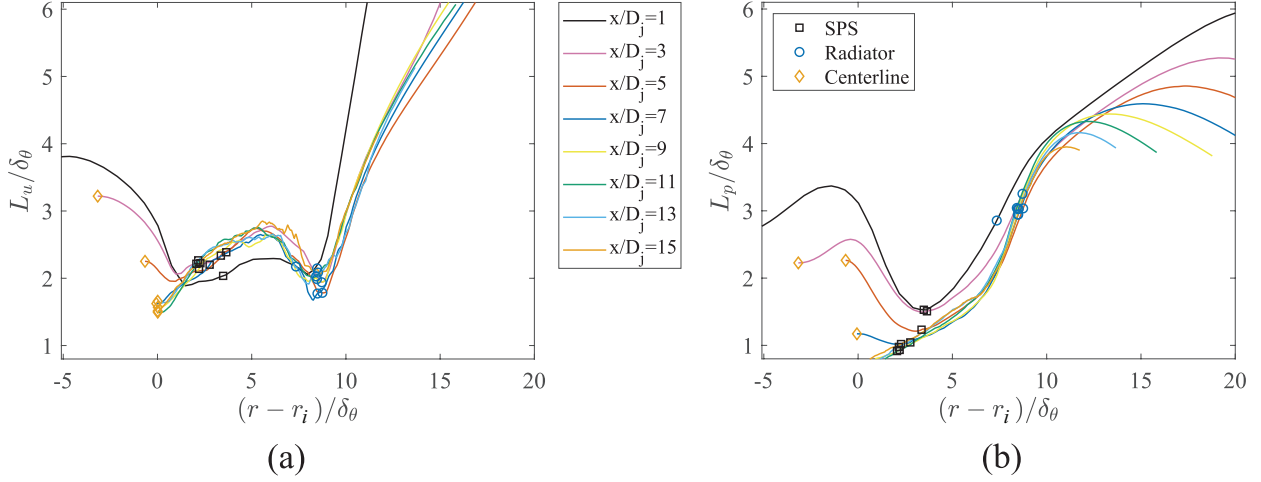 6
5
4
3
2
1
-5 0 5 10 15 20
L_u/δ_θ
(r − r_i)/δ_θ
(a)
x/D_j=1
x/D_j=3
x/D_j=5
x/D_j=7
x/D_j=9
x/D_j=11
x/D_j=13
x/D_j=15
6
5
4
3
2
1
-5 0 5 10 15 20
L_p/δ_θ
(r − r_i)/δ_θ
SPS
Radiator
Centerline
(b)